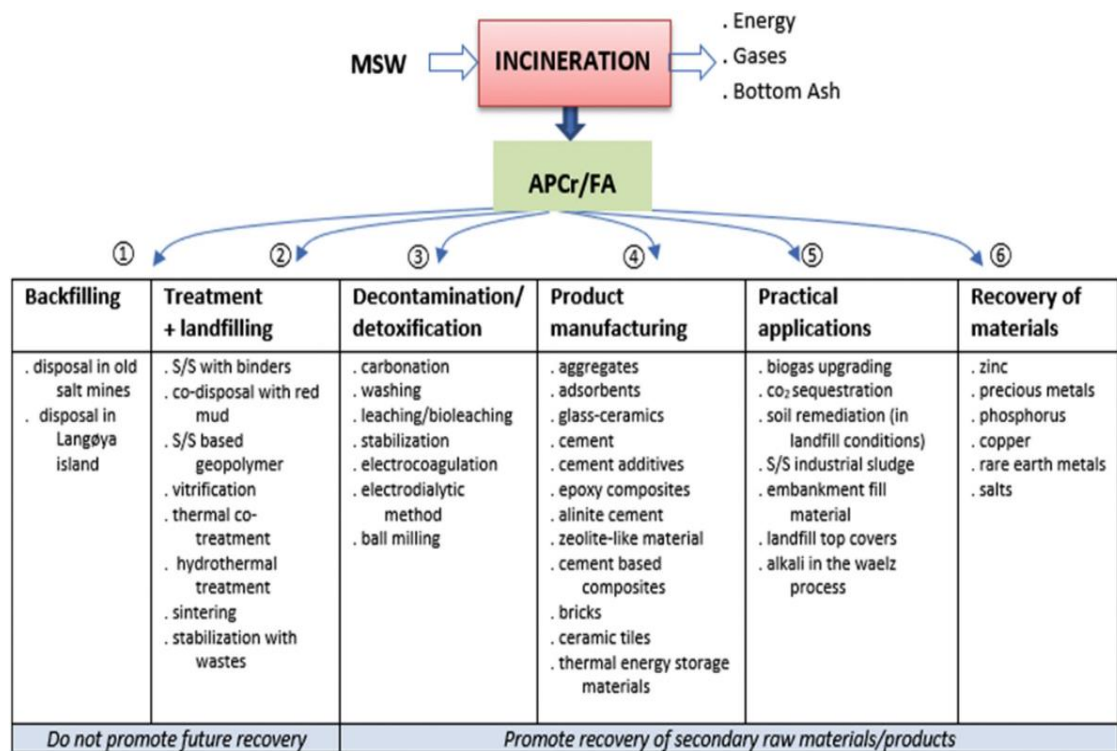 . Energy
MSW
INCINERATION
. Gases
. Bottom Ash
APCr/FA
①
②
③
④
⑤
⑥
Backfilling
. disposal in old
salt mines
. disposal in
Langøya
island
Treatment
+ landfilling
. S/S with binders
. co-disposal with red
mud
. S/S based
geopolymer
. vitrification
. thermal co-
treatment
. hydrothermal
treatment
. sintering
. stabilization with
wastes
Decontamination/
detoxification
. carbonation
. washing
. leaching/bioleaching
. stabilization
. electrocoagulation
. electrodialytic
method
. ball milling
Product
manufacturing
. aggregates
. adsorbents
. glass-ceramics
. cement
. cement additives
. epoxy composites
. alinite cement
. zeolite-like material
. cement based
composites
. bricks
. ceramic tiles
. thermal energy storage
materials
Practical
applications
. biogas upgrading
. co₂ sequestration
. soil remediation (in
landfill conditions)
. S/S industrial sludge
. embankment fill
material
. landfill top covers
. alkali in the waelz
process
Recovery of
materials
. zinc
. precious metals
. phosphorus
. copper
. rare earth metals
. salts
Do not promote future recovery
Promote recovery of secondary raw materials/products